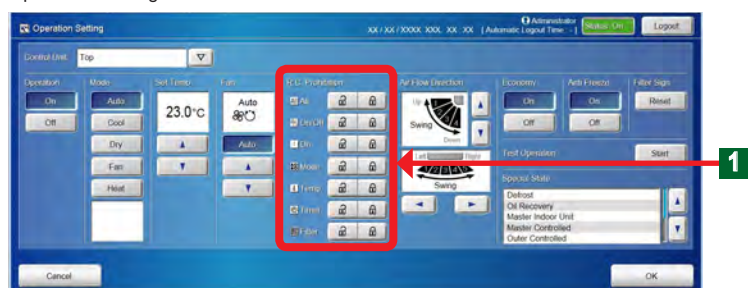 Operation Setting
XX / XX / XXXX XXX. XX : XX [ Automatic Logout Time : - ]
Administrator
Status: On
Logout
Control Unit
Top
Operation
On
Off
Mode
Auto
Cool
Dry
Fan
Heat
Set Temp.
23.0°C
Fan
Auto
Auto
R.C. Prohibition
All
On/Off
Mode
Temp.
Timer
Filter
Air Flow Direction
Up
Swing
Down
Left
Right
Swing
Economy
On
Off
Anti Freeze
On
Off
Filter Sign
Reset
Test Operation
Start
Special State
Defrost
Oil Recovery
Master Indoor Unit
Master Controlled
Outer Controlled
1
Cancel
OK